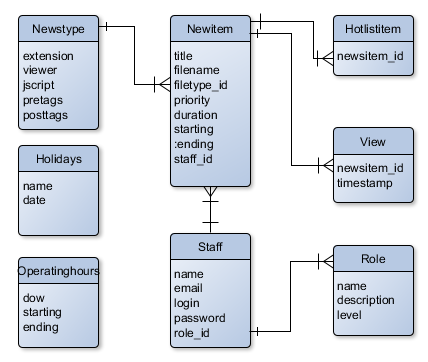 Newstype
extension
viewer
jscript
pretags
posttags
Newitem
title
filename
filetype_id
priority
duration
starting
:ending
staff_id
Hotlistitem
newsitem_id
View
newsitem_id
timestamp
Holidays
name
date
Operatinghours
dow
starting
ending
Staff
name
email
login
password
role_id
Role
name
description
level